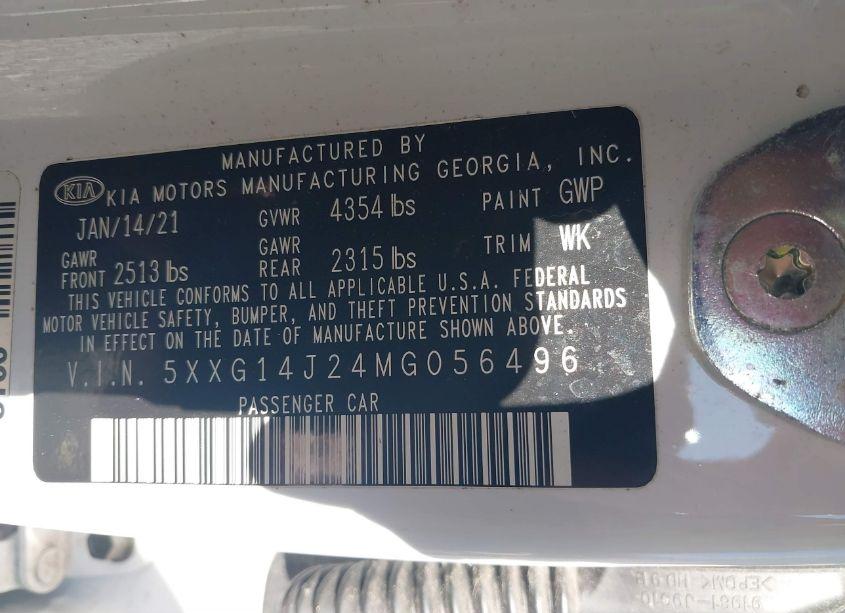 MANUFACTURED BY
KIA KIA MOTORS MANUFACTURING GEORGIA, INC.
JAN/14/21 GVWR 4354 lbs PAINT GWP
GAWR FRONT 2513 lbs GAWR REAR 2315 lbs TRIM WK
THIS VEHICLE CONFORMS TO ALL APPLICABLE U.S.A. FEDERAL
MOTOR VEHICLE SAFETY, BUMPER, AND THEFT PREVENTION STANDARDS
IN EFFECT ON THE DATE OF MANUFACTURE SHOWN ABOVE.
V.I.N. 5XXG14J24MG056496
PASSENGER CAR
>EPDM<